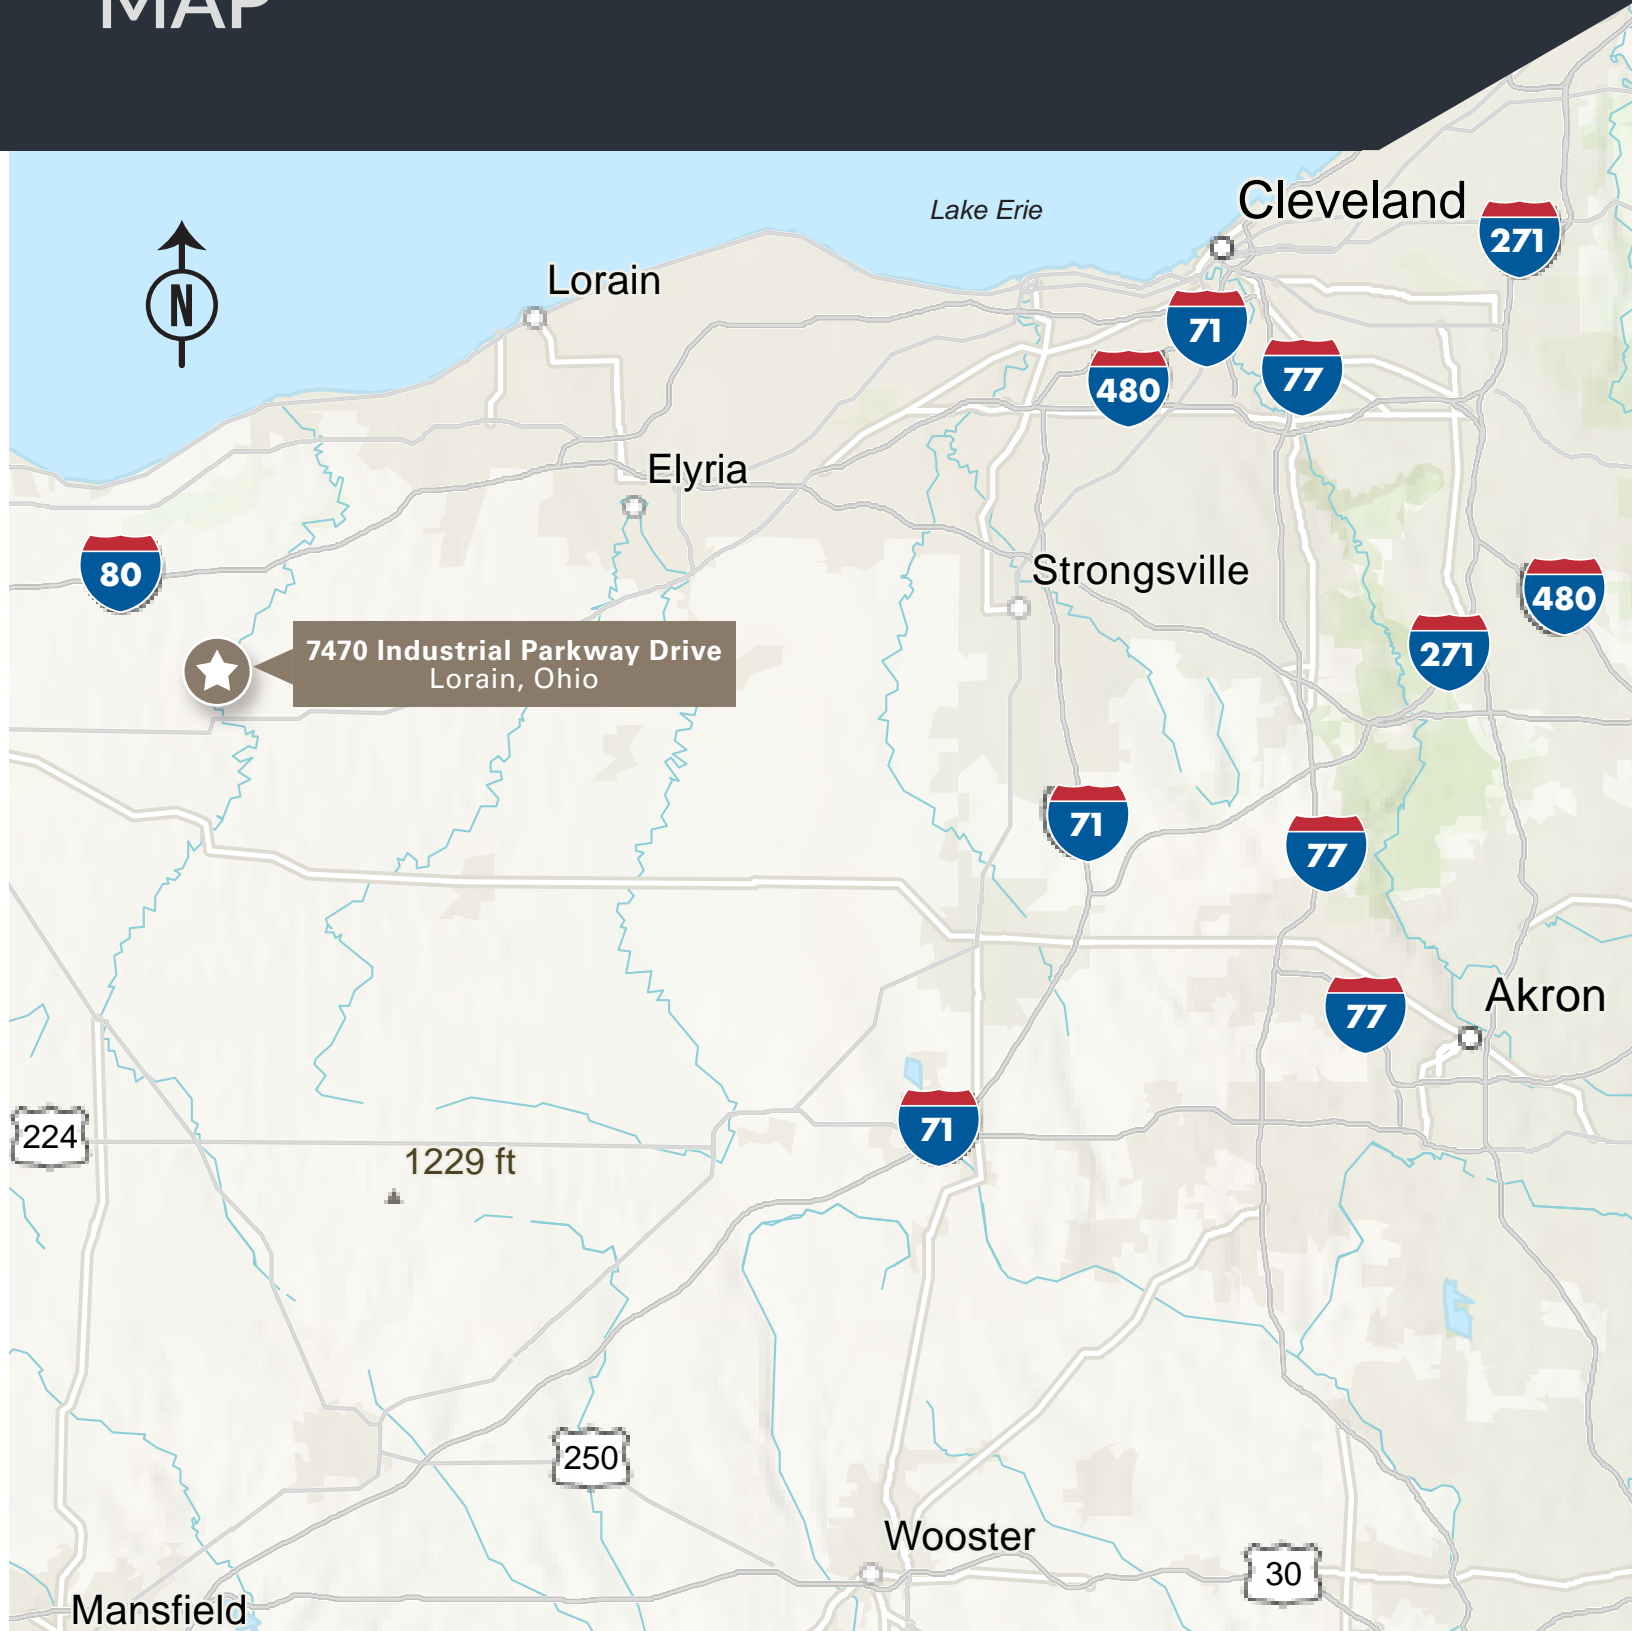 MAP
Lake Erie
Cleveland
271
N
Lorain
71
480
77
Elyria
80
Strongsville
480
271
7470 Industrial Parkway Drive
Lorain, Ohio
71
77
Akron
77
224
71
1229 ft
250
Wooster
30
Mansfield